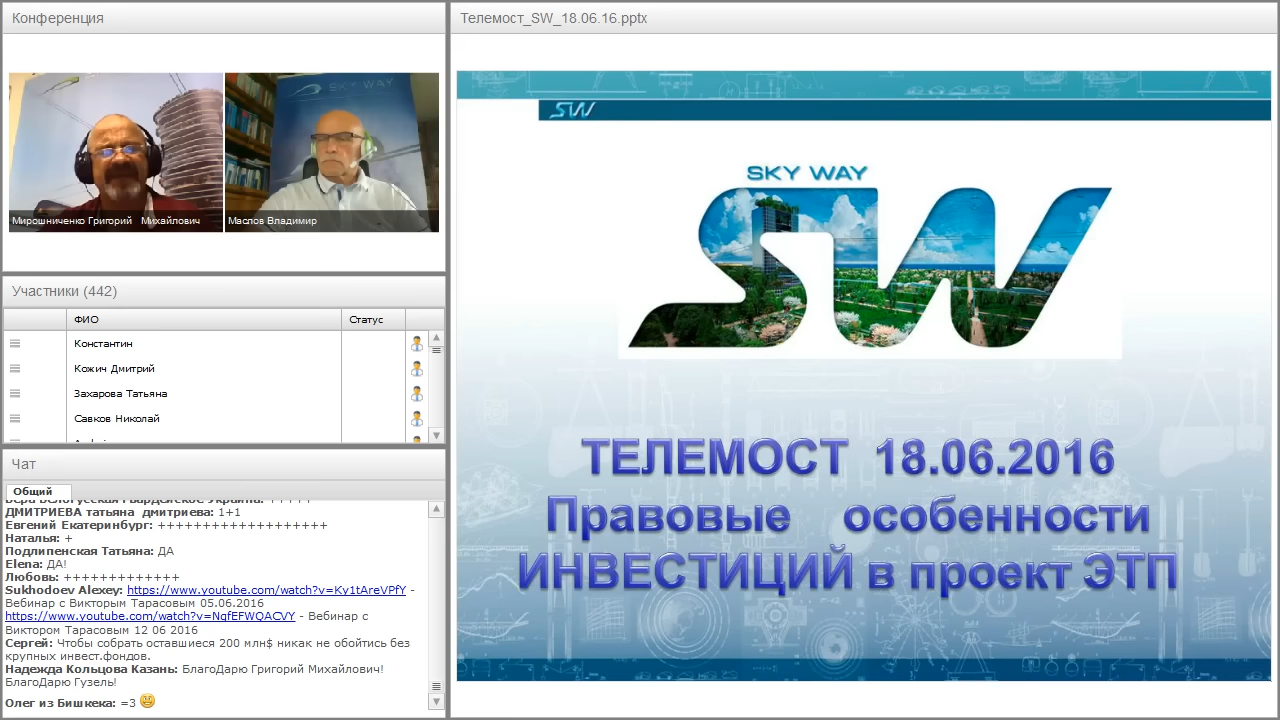 Конференция
SKY WAY
Мирошниченко Григорий Михайлович
Маслов Владимир
Участники (442)
ФИО
Статус
Константин
Кожич Дмитрий
Захарова Татьяна
Савков Николай
Чат
Общий
ДМИТРИЕВА татьяна дмитриева: 1+1
Евгений Екатеринбург: +++++++++++++++++++
Наталья: +
Подлипенская Татьяна: ДА
Elena: ДА!
Любовь: +++++++++++++
Sukhodoev Alexey: https://www.youtube.com/watch?v=Ky1tAreVPfY -
Вебинар с Викторым Тарасовым 05.06.2016
https://www.youtube.com/watch?v=NqfEFWQACVY - Вебинар с
Виктором Тарасовым 12 06 2016
Сергей: Чтобы собрать оставшиеся 200 млн$ никак не обойтись без
крупных инвест.фондов.
Надежда Кольцова Казань: БлагоДарю Григорий Михайлович!
БлагоДарю Гузель!
Олег из Бишкека: =3
Телемост_SW_18.06.16.pptx
SW
SKY WAY
SW
ТЕЛЕМОСТ 18.06.2016
Правовые особенности
ИНВЕСТИЦИЙ в проект ЭТП